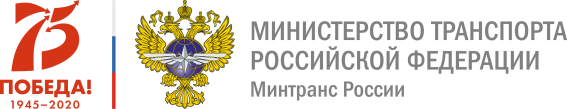 75
ПОБЕДА!
1945–2020
МИНИСТЕРСТВО ТРАНСПОРТА
РОССИЙСКОЙ ФЕДЕРАЦИИ
Минтранс России